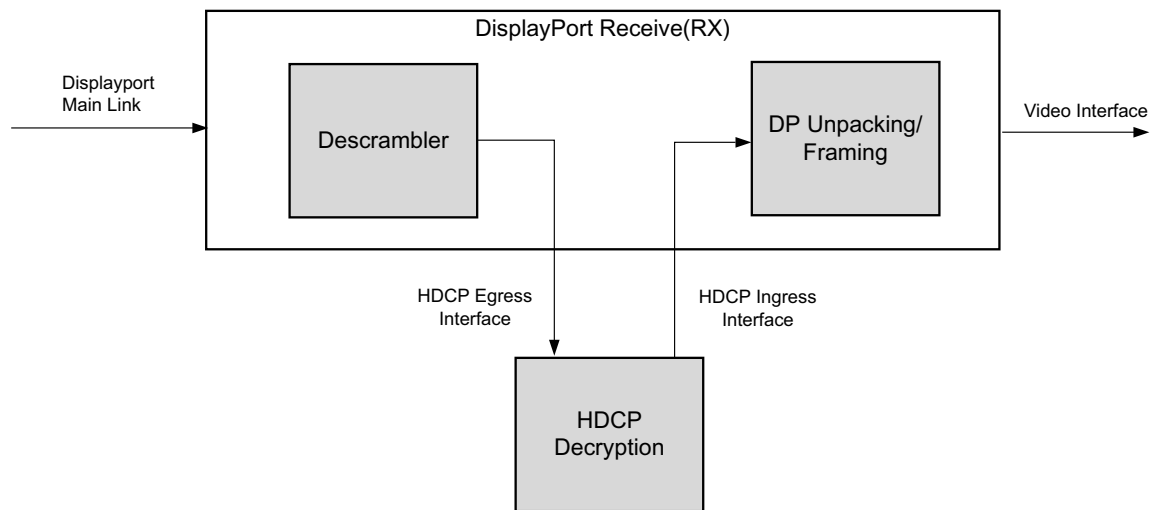 DisplayPort Receive(RX)
Displayport
Main Link
Descrambler
DP Unpacking/
Framing
Video Interface
HDCP Egress
Interface
HDCP Ingress
Interface
HDCP
Decryption